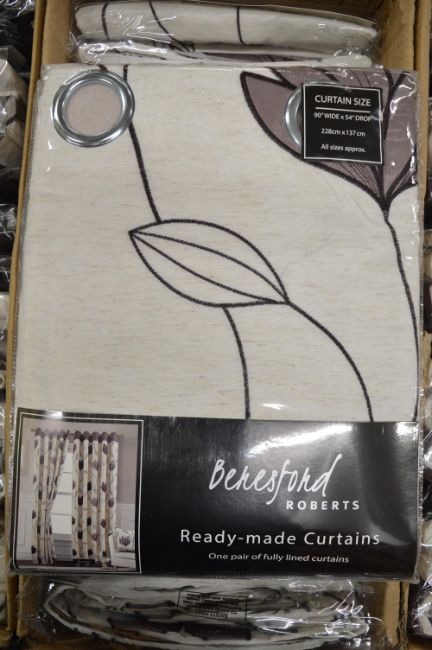 CURTAIN SIZE
90" WIDE x 54" DROP
228cm x 137 cm
All sizes approx.
Beresford
ROBERTS
Ready-made Curtains
One pair of fully lined curtains